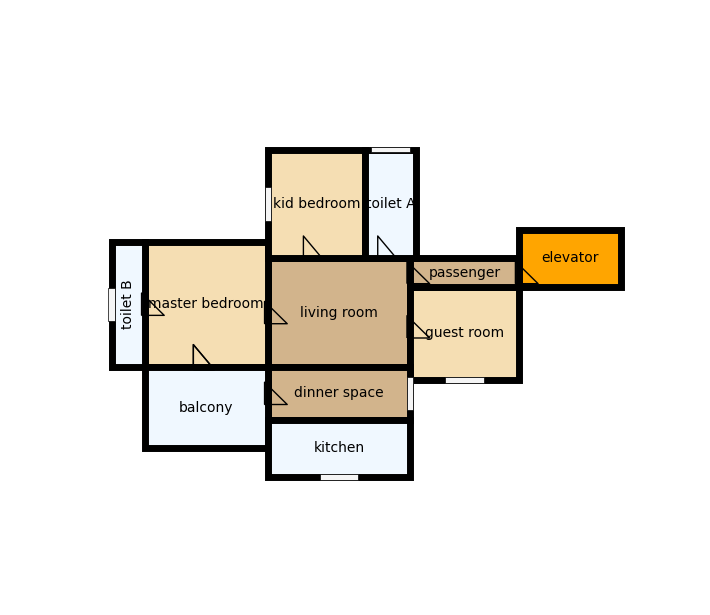 kid bedroom
toilet A
elevator
passenger
toilet B
master bedroom
living room
guest room
dinner space
balcony
kitchen